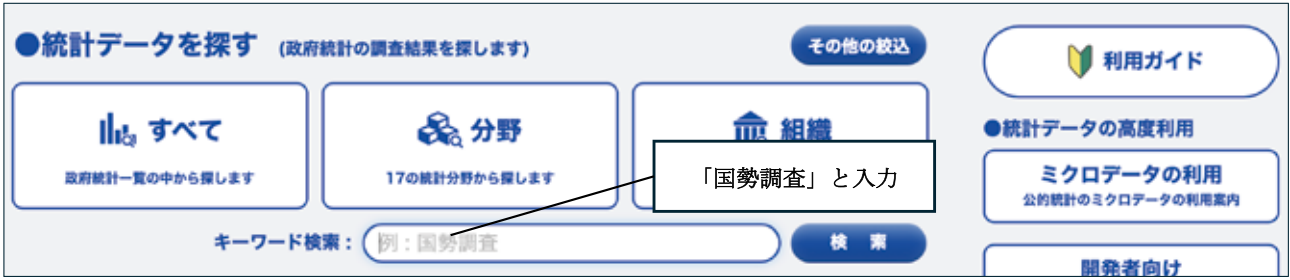 ●統計データを探す (政府統計の調査結果を探します)
その他の絞込
すべて
政府統計一覧の中から探します
分野
17の統計分野から探します
組織
「国勢調査」と入力
キーワード検索：
例：国勢調査
検 索
利用ガイド
●統計データの高度利用
ミクロデータの利用
公的統計のミクロデータの利用案内
開発者向け